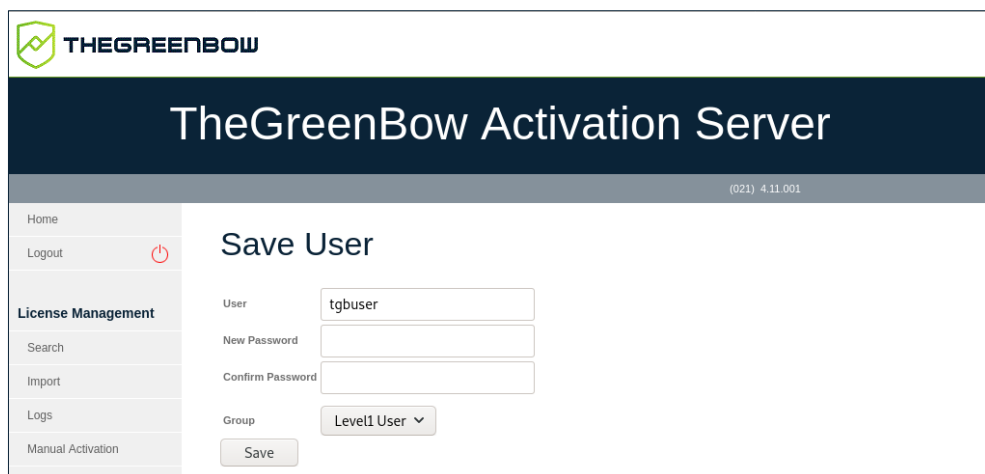 THEGREENBOW
TheGreenBow Activation Server
(021) 4.11.001
Home
Logout
License Management
Search
Import
Logs
Manual Activation
Save User
User tgbuser
New Password
Confirm Password
Group Level1 User
Save